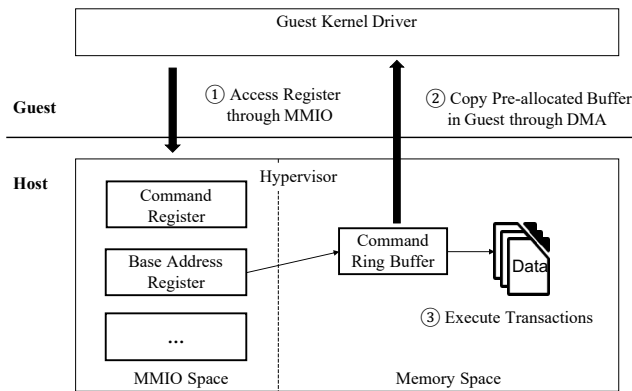 Guest Kernel Driver
① Access Register
through MMIO
② Copy Pre-allocated Buffer
in Guest through DMA
Guest
Host
Hypervisor
Command
Register
Base Address
Register
...
Command
Ring Buffer
Data
③ Execute Transactions
MMIO Space
Memory Space